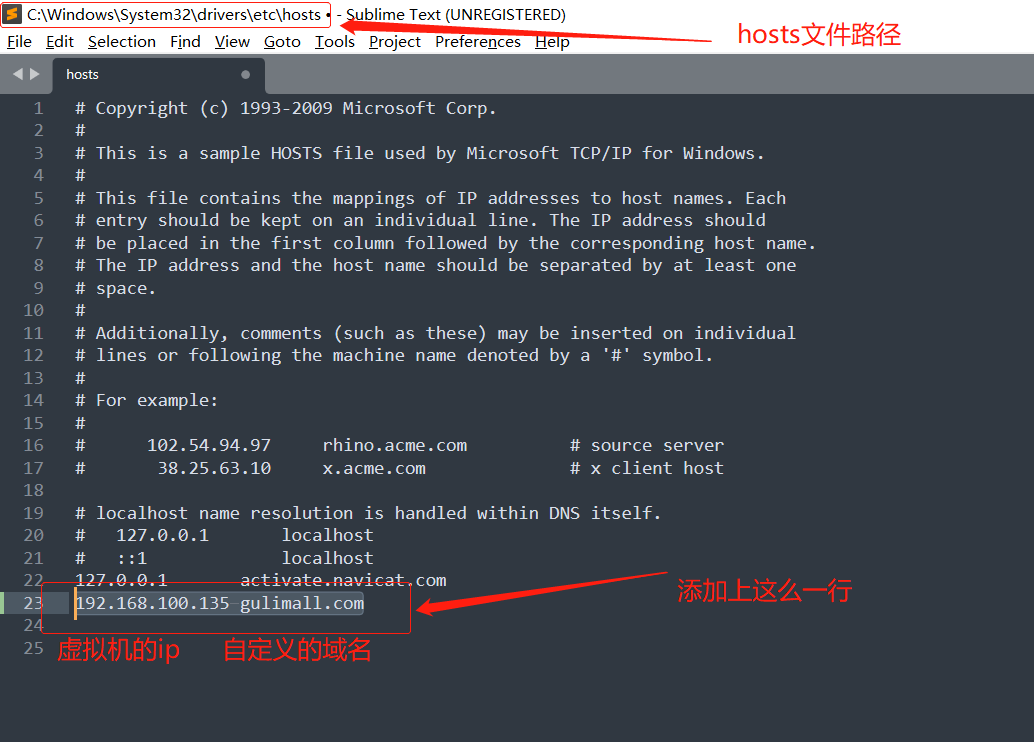 C:\Windows\System32\drivers\etc\hosts • - Sublime Text (UNREGISTERED)
hosts文件路径
File Edit Selection Find View Goto Tools Project Preferences Help
hosts
1 # Copyright (c) 1993-2009 Microsoft Corp.
2 #
3 # This is a sample HOSTS file used by Microsoft TCP/IP for Windows.
4 #
5 # This file contains the mappings of IP addresses to host names. Each
6 # entry should be kept on an individual line. The IP address should
7 # be placed in the first column followed by the corresponding host name.
8 # The IP address and the host name should be separated by at least one
9 # space.
10 #
11 # Additionally, comments (such as these) may be inserted on individual
12 # lines or following the machine name denoted by a '#' symbol.
13 #
14 # For example:
15 #
16 # 102.54.94.97 rhino.acme.com # source server
17 # 38.25.63.10 x.acme.com # x client host
18
19 # localhost name resolution is handled within DNS itself.
20 # 127.0.0.1 localhost
21 # ::1 localhost
22 127.0.0.1 activate.navicat.com
23 192.168.100.135 gulimall.com
添加上这么一行
24
25
虚拟机的ip 自定义的域名